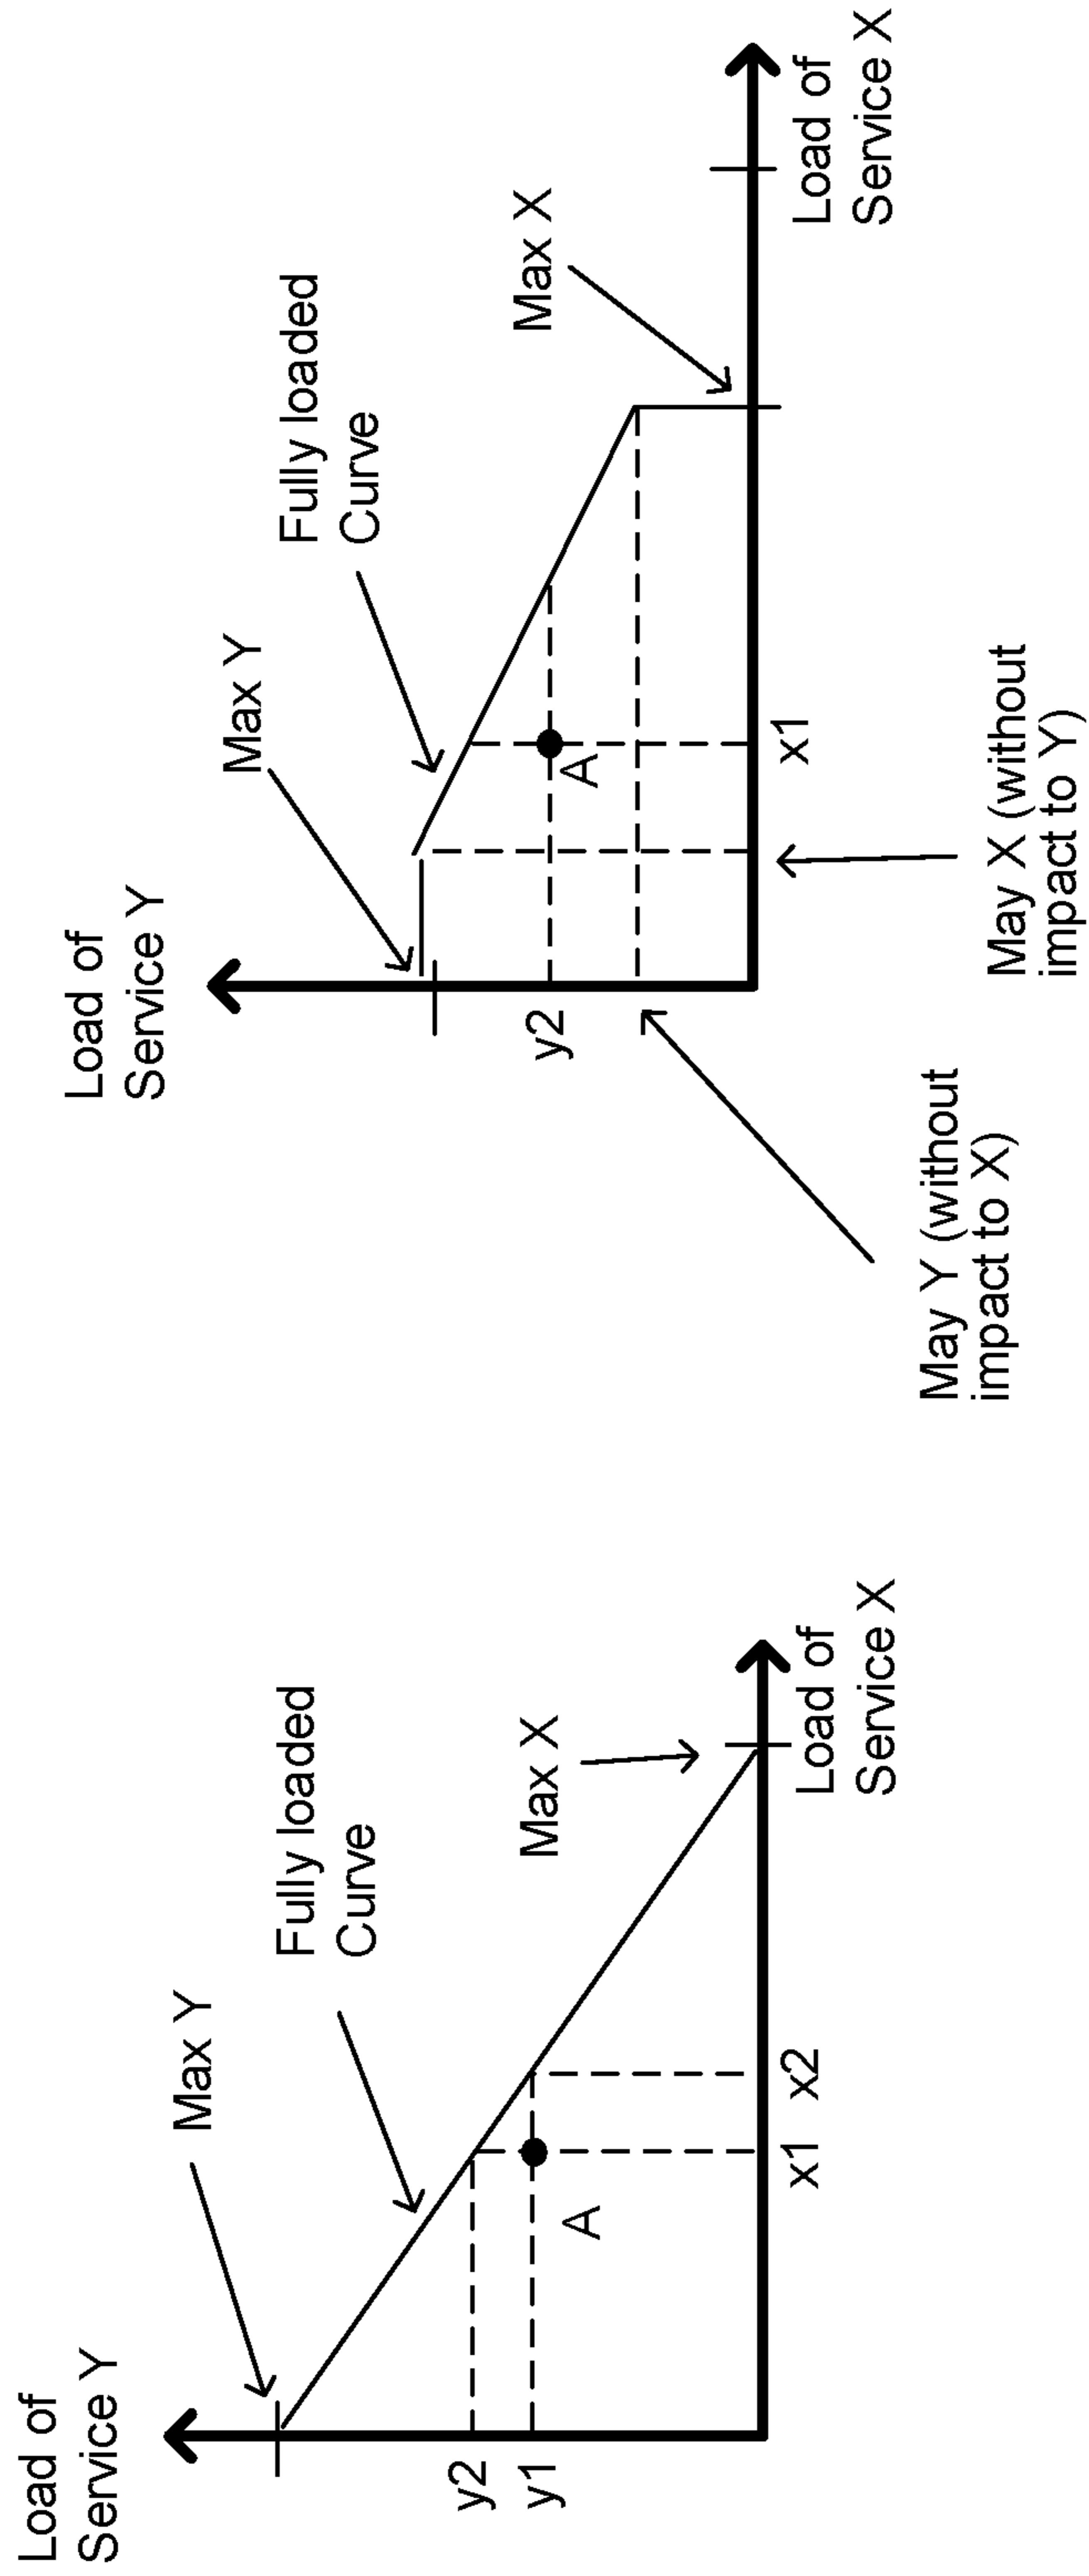 Load of
Service Y
Max Y
Fully loaded
Curve
Max X
y2
y1
A
x1
x2
Load of
Service X
Load of
Service Y
Max Y
Fully loaded
Curve
Max X
y2
A
x1
Load of
Service X
May Y (without
impact to X)
May X (without
impact to Y)